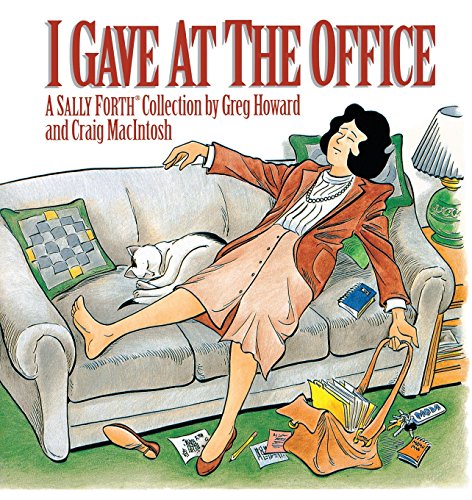 I GAVE AT THE OFFICE
A SALLY FORTH® Collection by Greg Howard
and Craig MacIntosh